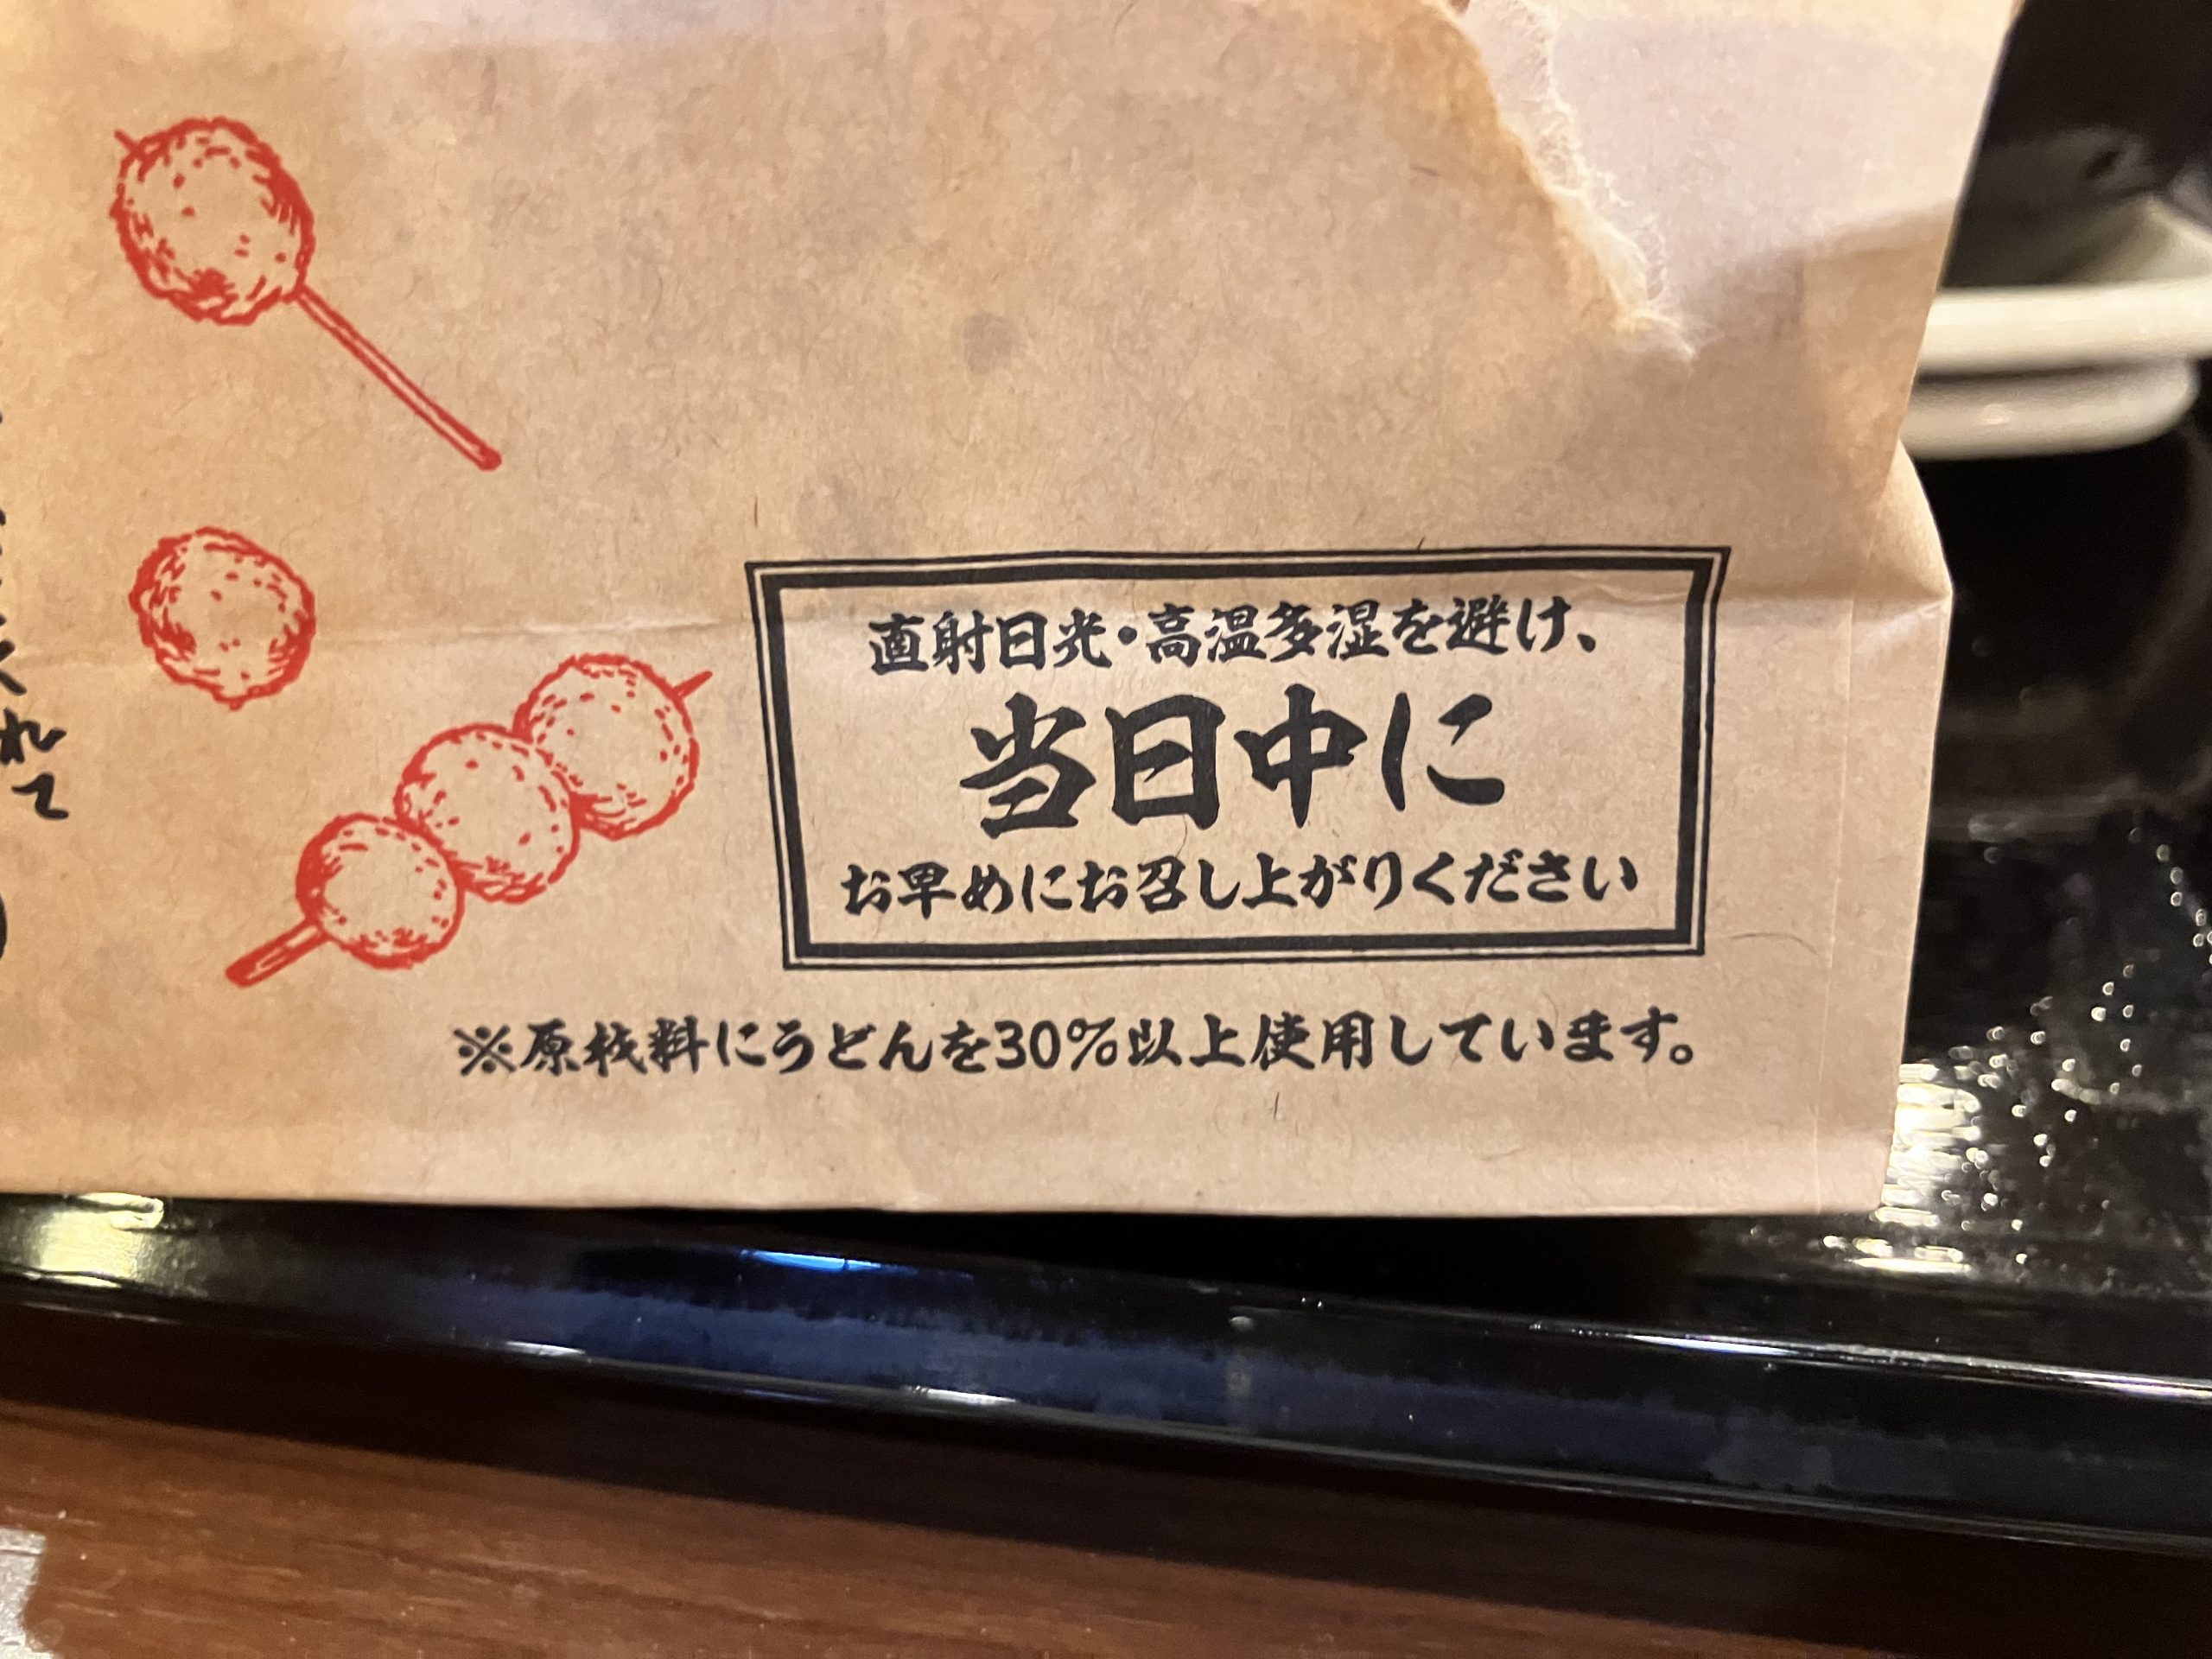 れて
直射日光・高温多湿を避け、
当日中に
お早めにお召し上がりください
※原材料にうどんを30%以上使用しています。